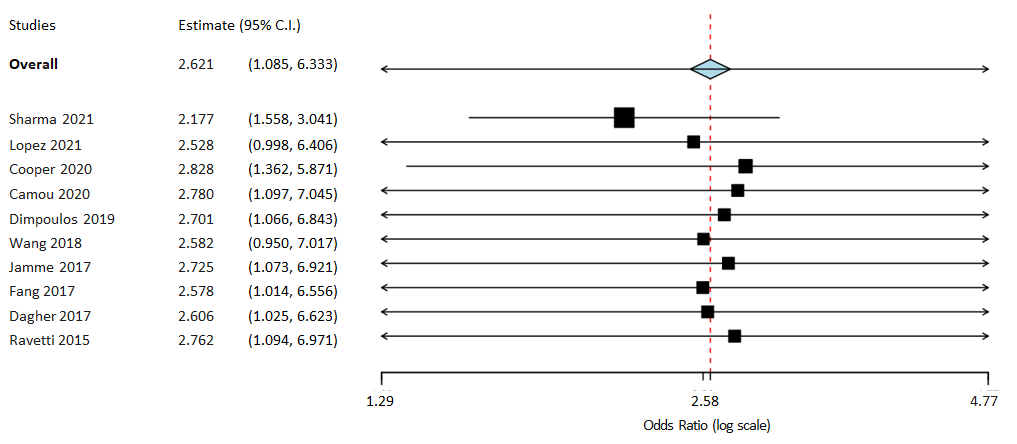 Studies Estimate (95% C.I.)
Overall 2.621 (1.085, 6.333)
Sharma 2021 2.177 (1.558, 3.041)
Lopez 2021 2.528 (0.998, 6.406)
Cooper 2020 2.828 (1.362, 5.871)
Camou 2020 2.780 (1.097, 7.045)
Dimpoulos 2019 2.701 (1.066, 6.843)
Wang 2018 2.582 (0.950, 7.017)
Jamme 2017 2.725 (1.073, 6.921)
Fang 2017 2.578 (1.014, 6.556)
Dagher 2017 2.606 (1.025, 6.623)
Ravetti 2015 2.762 (1.094, 6.971)
1.29 2.58 4.77
Odds Ratio (log scale)